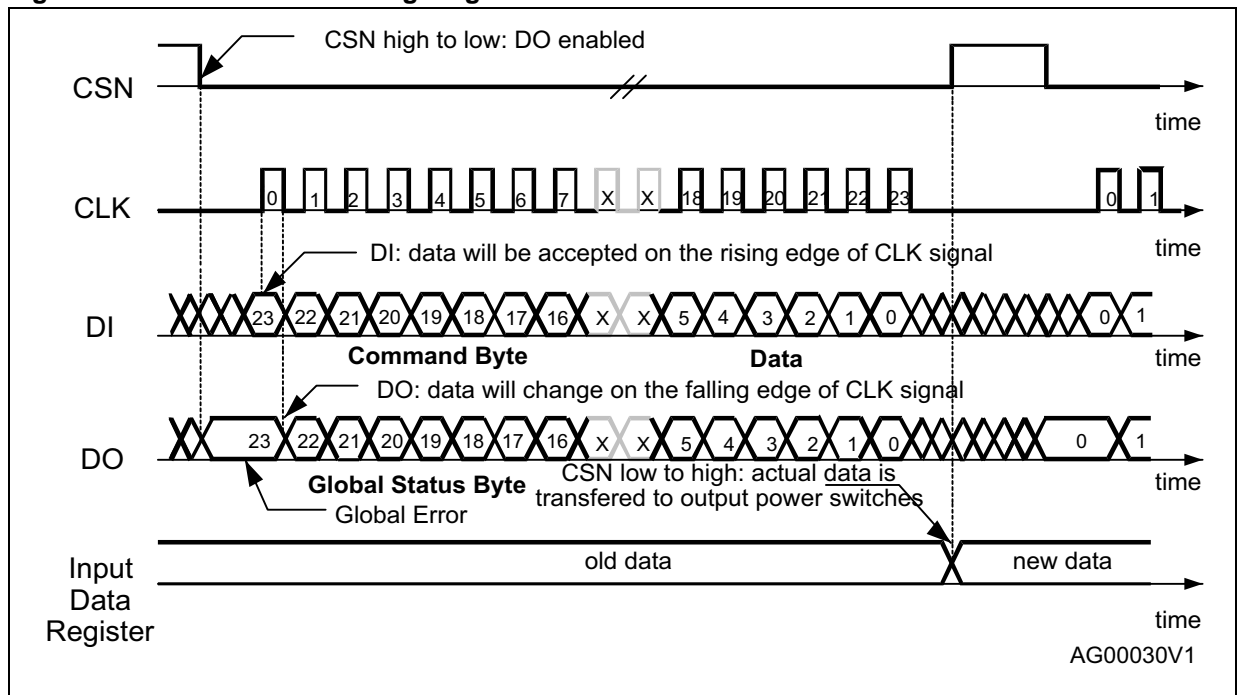 CSN high to low: DO enabled
CSN
time
0 1 2 3 4 5 6 7 X X 18 19 20 21 22 23 0 1
CLK
time
DI: data will be accepted on the rising edge of CLK signal
23 22 21 20 19 18 17 16 X X 5 4 3 2 1 0 0 1
DI
Command Byte Data
time
DO: data will change on the falling edge of CLK signal
23 22 21 20 19 18 17 16 X X 5 4 3 2 1 0 0 1
DO
CSN low to high: actual data is
transfered to output power switches
time
Global Status Byte
Global Error
old data new data
Input
Data
Register
time
AG00030V1